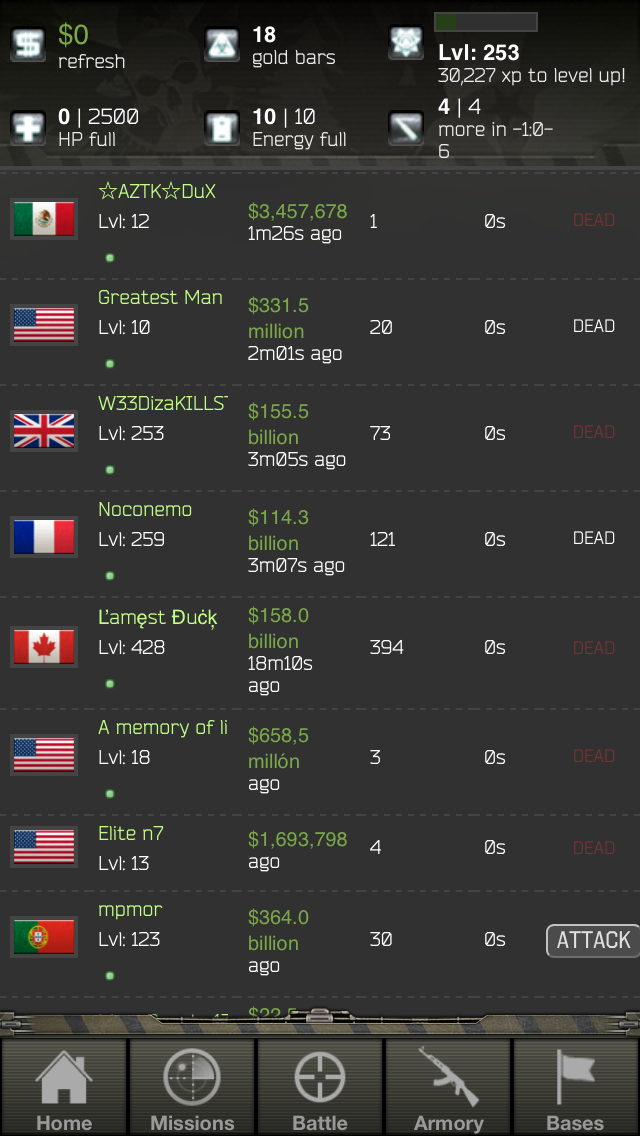 $0
refresh
18
gold bars
Lvl: 253
30,227 xp to level up!
0 | 2500
HP full
10 | 10
Energy full
4 | 4
more in -1:0-
6
☆AZTK☆DuX
Lvl: 12
$3,457,678
1m26s ago
1
0s
DEAD
Greatest Man
Lvl: 10
$331.5
million
2m01s ago
20
0s
DEAD
W33DizaKILLS
Lvl: 253
$155.5
billion
3m05s ago
73
0s
DEAD
Noconemo
Lvl: 259
$114.3
billion
3m07s ago
121
0s
DEAD
Ľamęst Đuċķ
Lvl: 428
$158.0
billion
18m10s
ago
394
0s
DEAD
A memory of li
Lvl: 18
$658,5
millón
ago
3
0s
DEAD
Elite n7
Lvl: 13
$1,693,798
ago
4
0s
DEAD
mpmor
Lvl: 123
$364.0
billion
ago
30
0s
ATTACK
Home
Missions
Battle
Armory
Bases